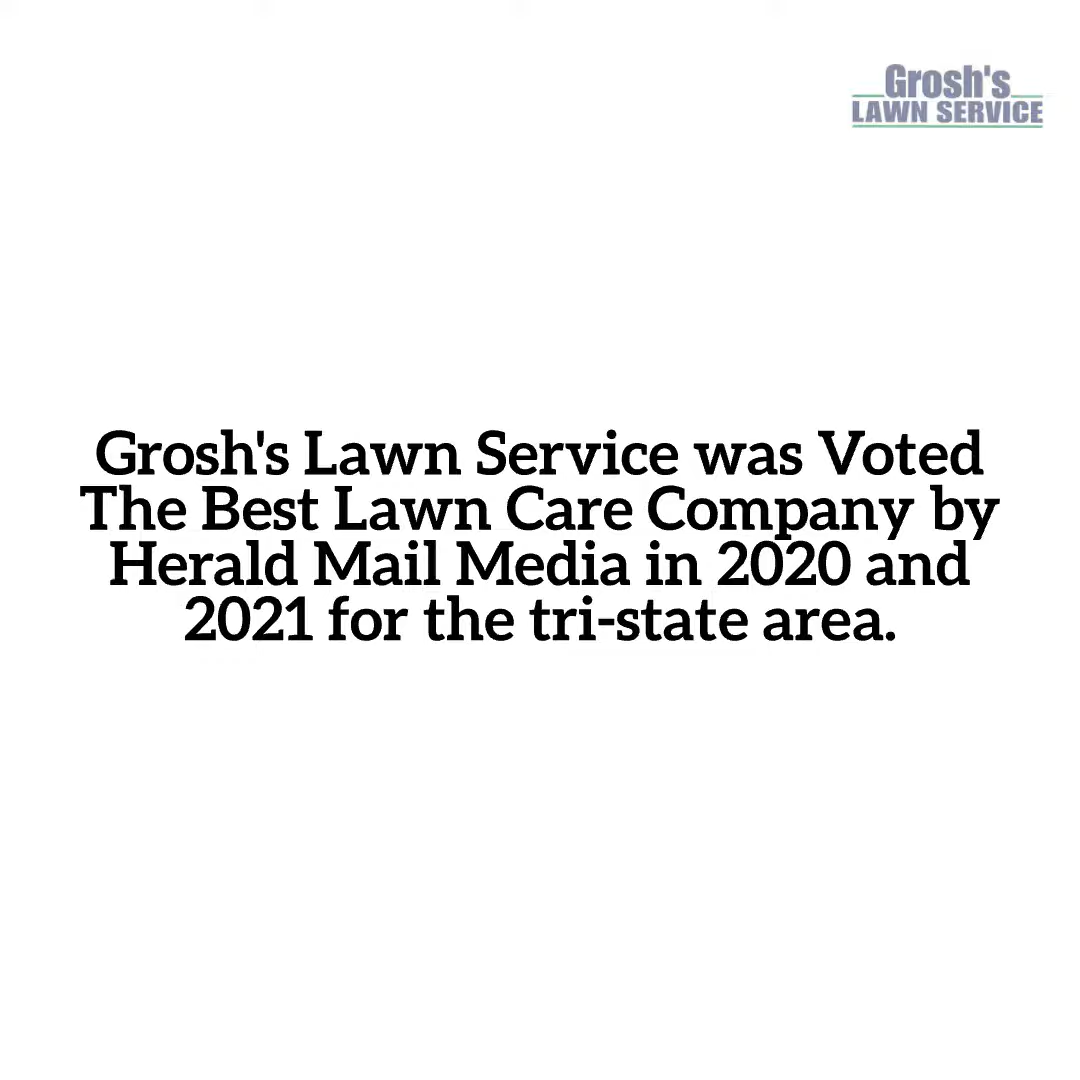 Grosh's
LAWN SERVICE
Grosh's Lawn Service was Voted
The Best Lawn Care Company by
Herald Mail Media in 2020 and
2021 for the tri-state area.